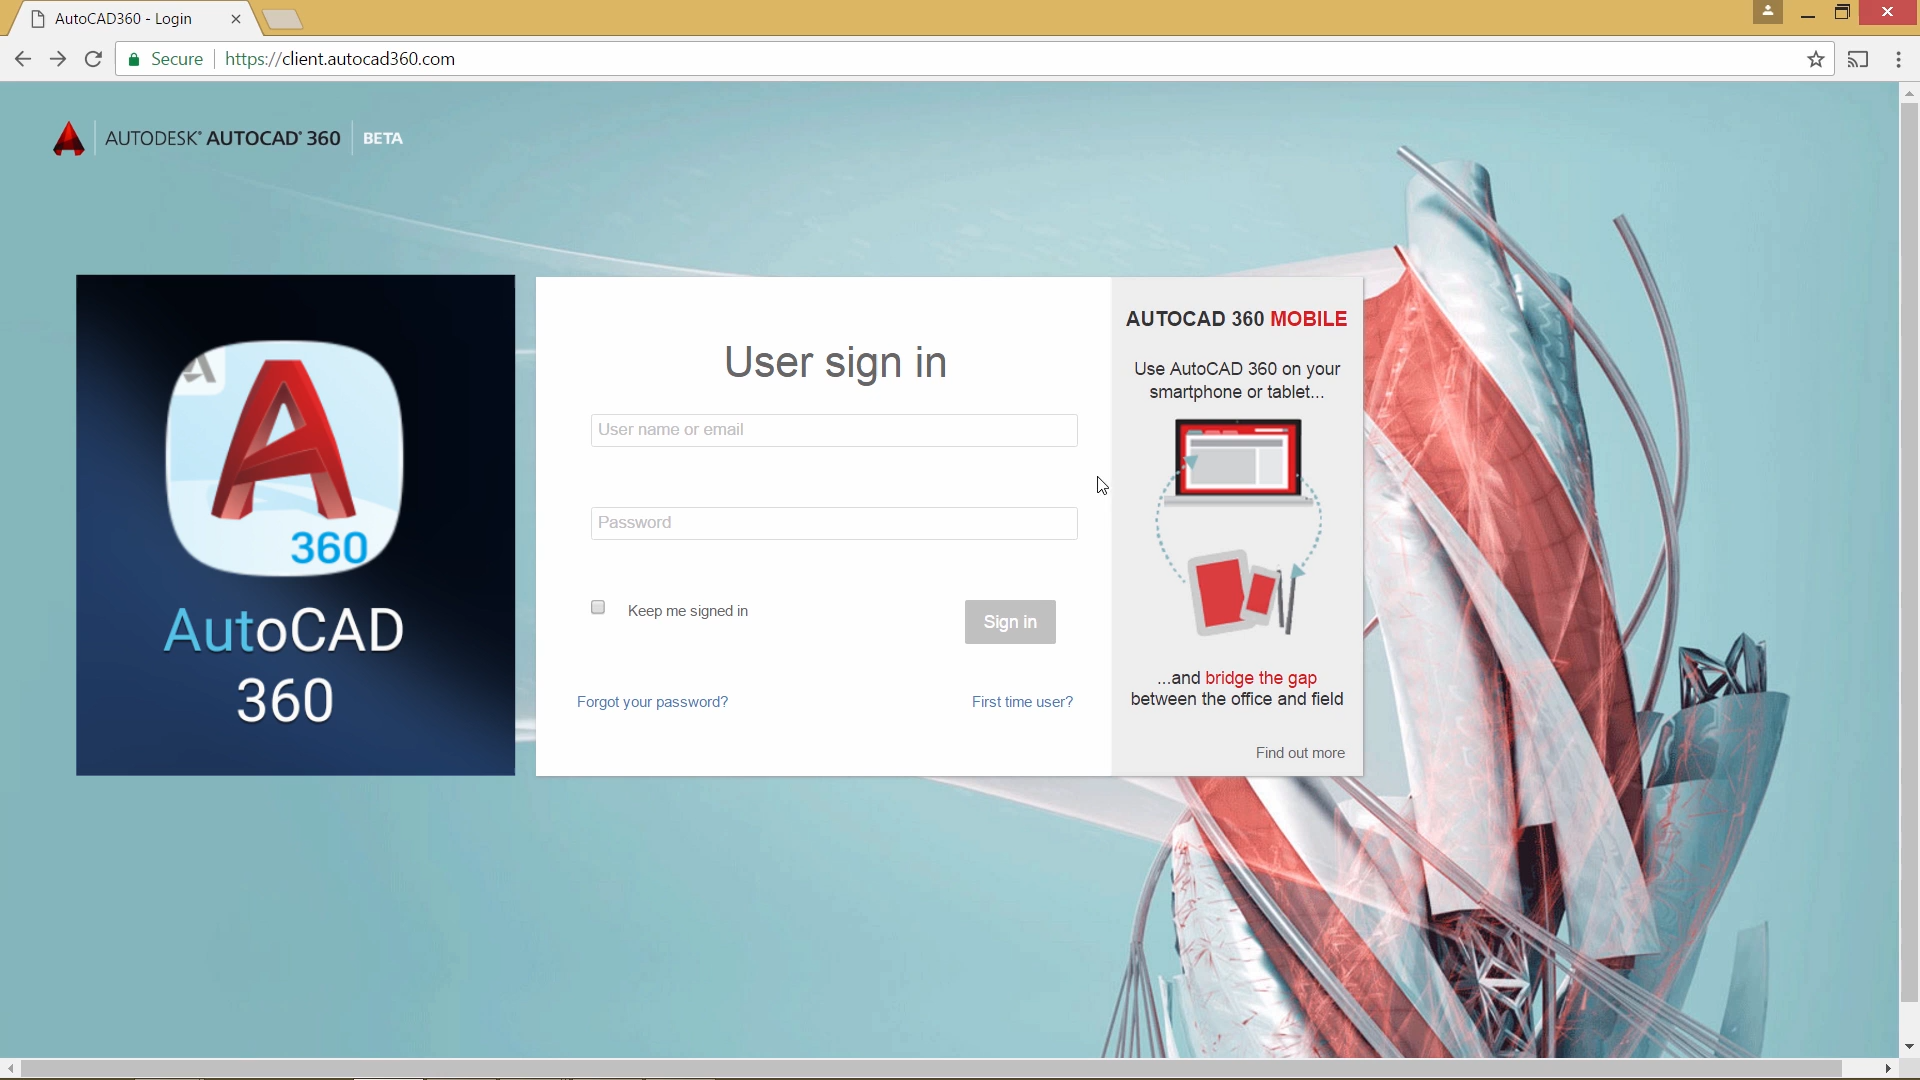 AutoCAD360 - Login
Secure
https://client.autocad360.com
AUTODESK® AUTOCAD® 360
BETA
360
AutoCAD
360
User sign in
User name or email
Password
Keep me signed in
Sign in
Forgot your password?
First time user?
AUTOCAD 360 MOBILE
Use AutoCAD 360 on your
smartphone or tablet...
...and bridge the gap
between the office and field
Find out more